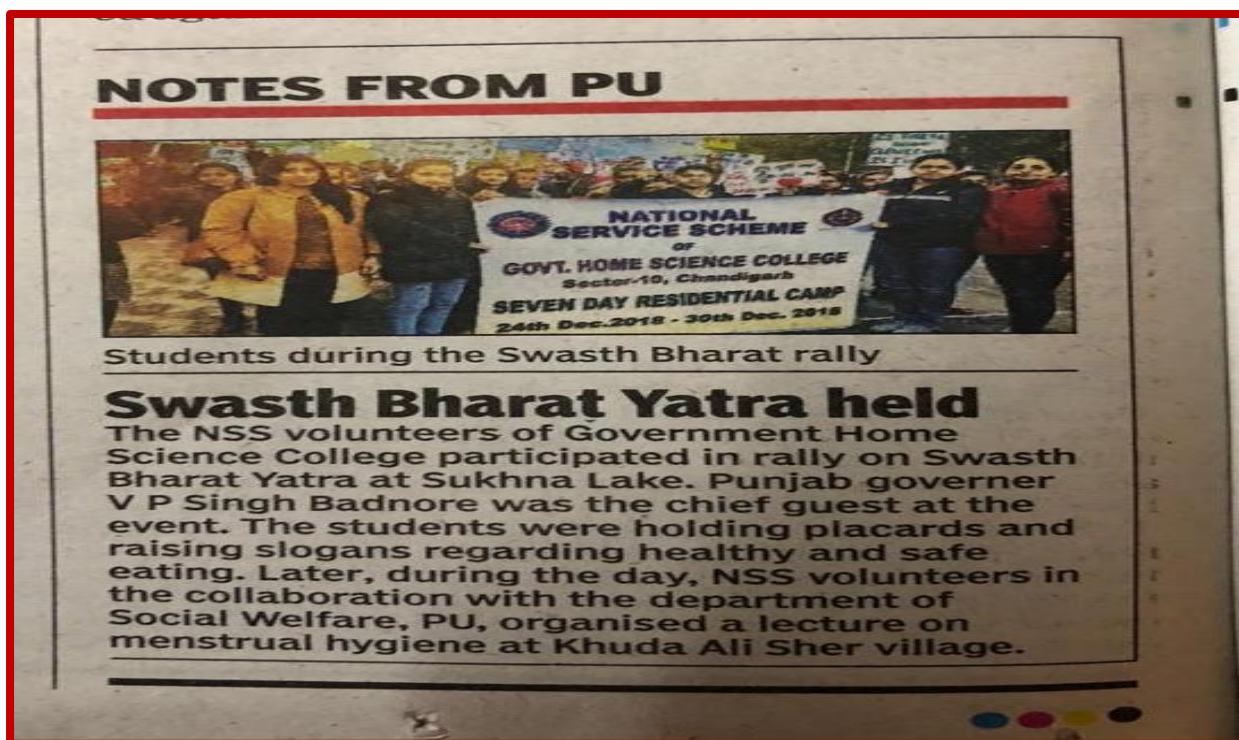 NOTES FROM PU
NATIONAL
SERVICE SCHEME
OF
GOVT. HOME SCIENCE COLLEGE
Sector-10, Chandigarh
SEVEN DAY RESIDENTIAL CAMP
24th Dec.2018 - 30th Dec. 2018
Students during the Swasth Bharat rally
Swasth Bharat Yatra held
The NSS volunteers of Government Home
Science College participated in rally on Swasth
Bharat Yatra at Sukhna Lake. Punjab governer
V P Singh Badnore was the chief guest at the
event. The students were holding placards and
raising slogans regarding healthy and safe
eating. Later, during the day, NSS volunteers in
the collaboration with the department of
Social Welfare, PU, organised a lecture on
menstrual hygiene at Khuda Ali Sher village.